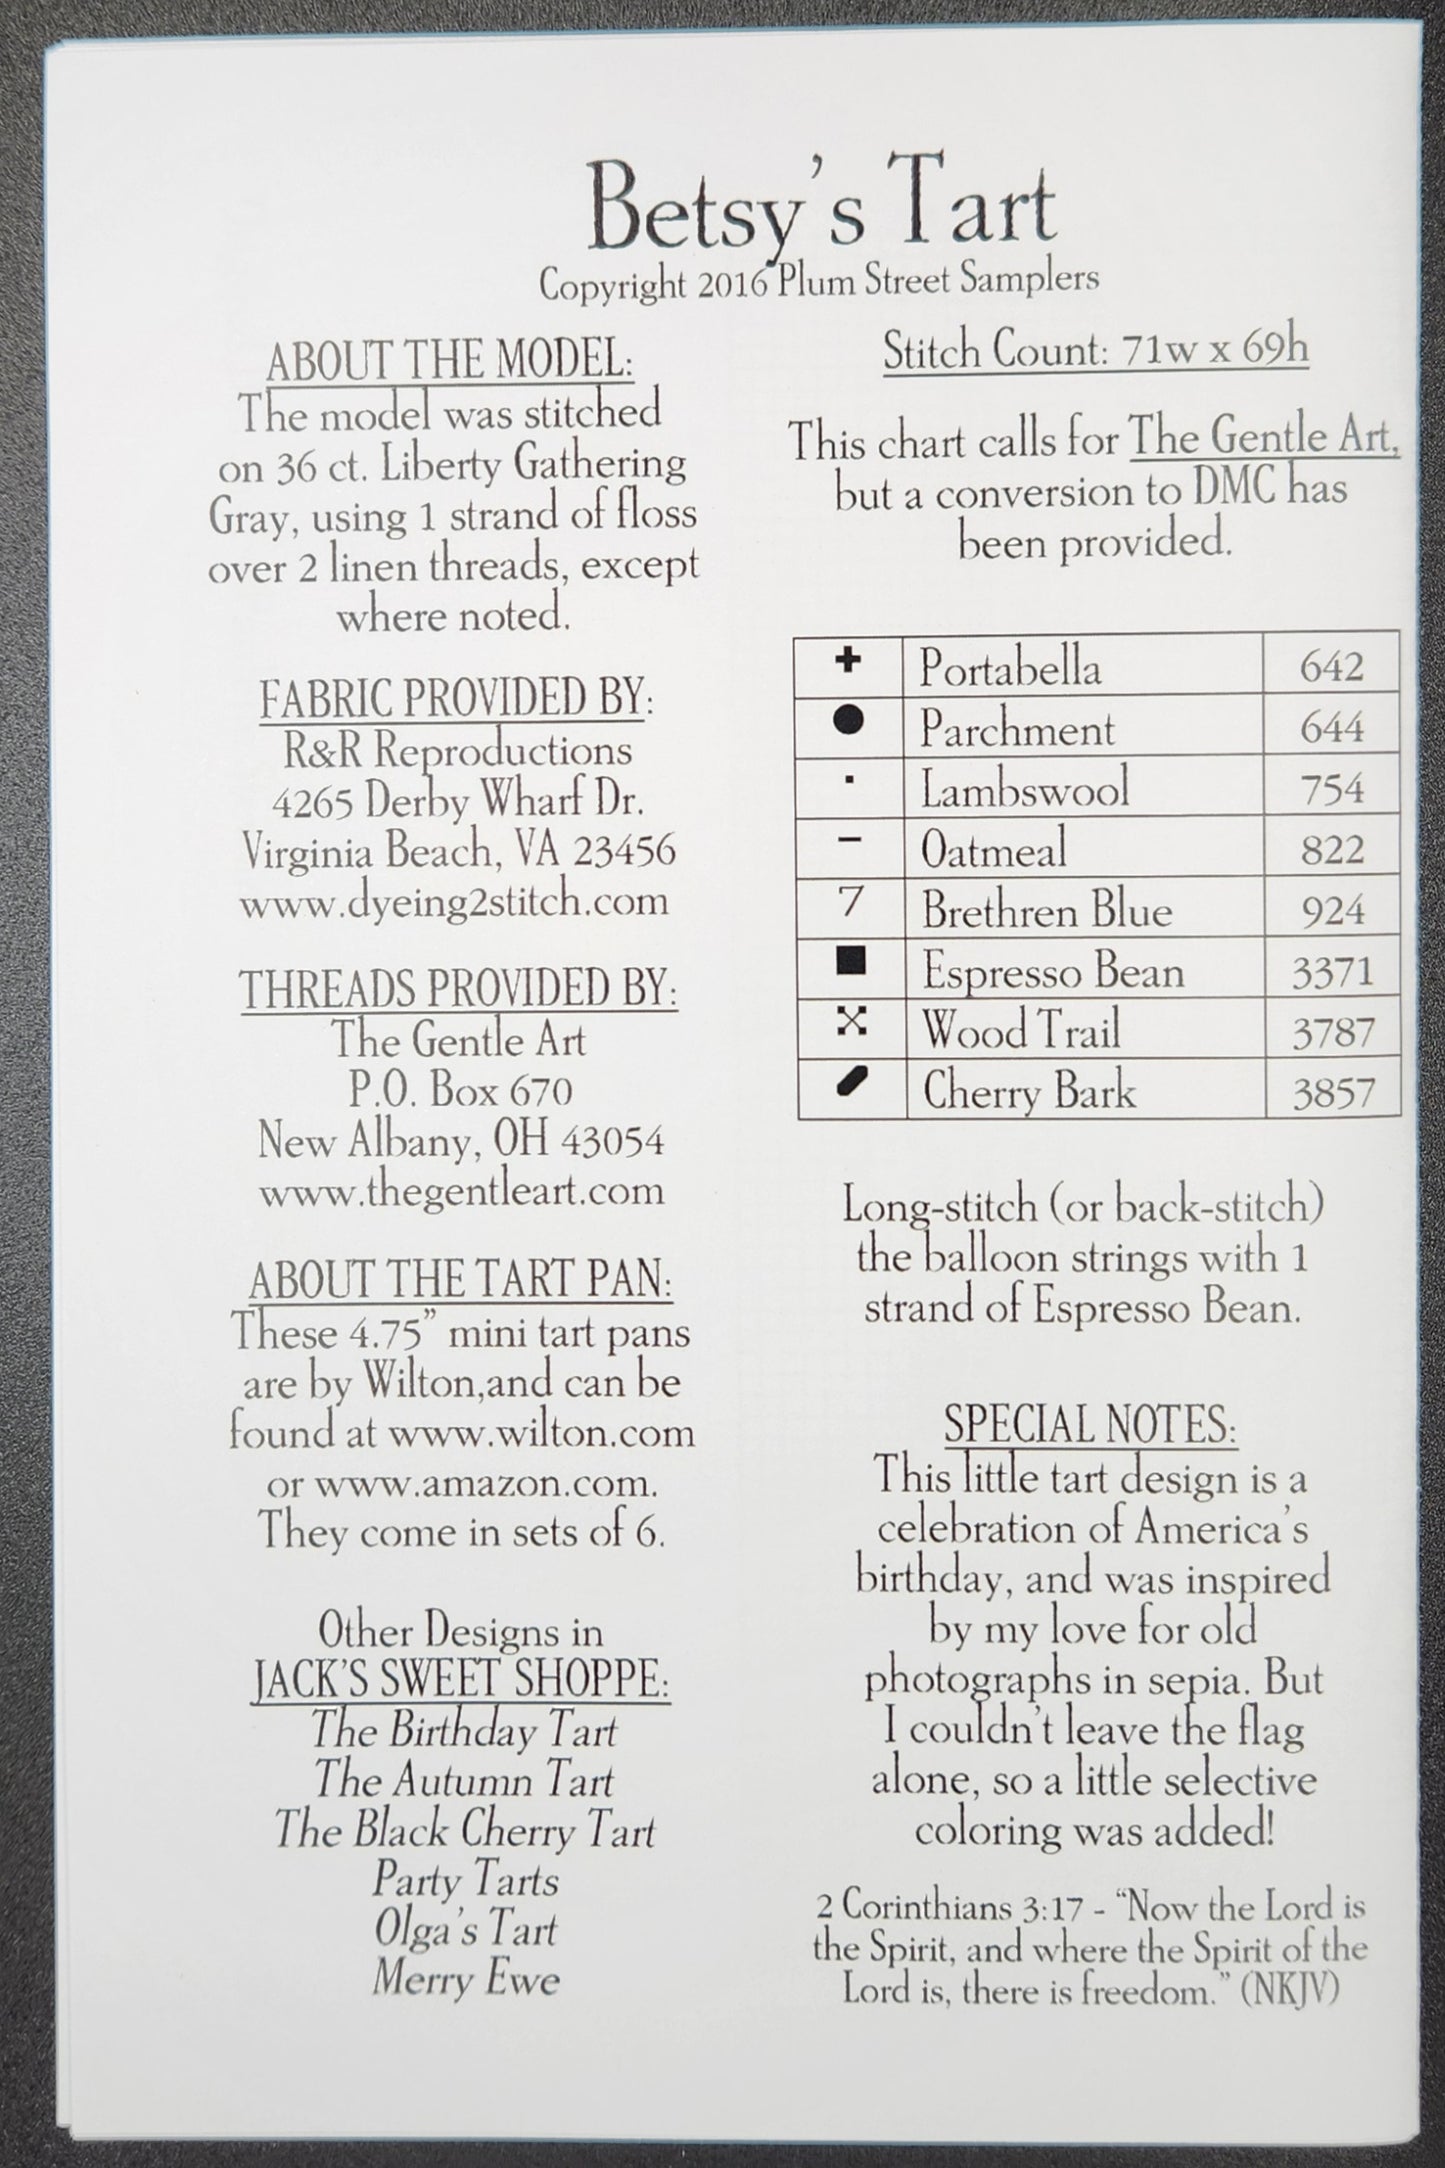 Betsy's Tart
Copyright 2016 Plum Street Samplers
ABOUT THE MODEL:
The model was stitched
on 36 ct. Liberty Gathering
Gray, using 1 strand of floss
over 2 linen threads, except
where noted.
FABRIC PROVIDED BY:
R&R Reproductions
4265 Derby Wharf Dr.
Virginia Beach, VA 23456
www.dyeing2stitch.com
THREADS PROVIDED BY:
The Gentle Art
P.O. Box 670
New Albany, OH 43054
www.thegentleart.com
ABOUT THE TART PAN:
These 4.75” mini tart pans
are by Wilton,and can be
found at www.wilton.com
or www.amazon.com.
They come in sets of 6.
Other Designs in
JACK'S SWEET SHOPPE:
The Birthday Tart
The Autumn Tart
The Black Cherry Tart
Party Tarts
Olga's Tart
Merry Ewe
Stitch Count: 71w x 69h
This chart calls for The Gentle Art,
but a conversion to DMC has
been provided.
✚ Portabella 642
● Parchment 644
▪ Lambswool 754
– Oatmeal 822
7 Brethren Blue 924
■ Espresso Bean 3371
Wood Trail 3787
Cherry Bark 3857
Long-stitch (or back-stitch)
the balloon strings with 1
strand of Espresso Bean.
SPECIAL NOTES:
This little tart design is a
celebration of America's
birthday, and was inspired
by my love for old
photographs in sepia. But
I couldn't leave the flag
alone, so a little selective
coloring was added!
2 Corinthians 3:17 - “Now the Lord is
the Spirit, and where the Spirit of the
Lord is, there is freedom.” (NKJV)